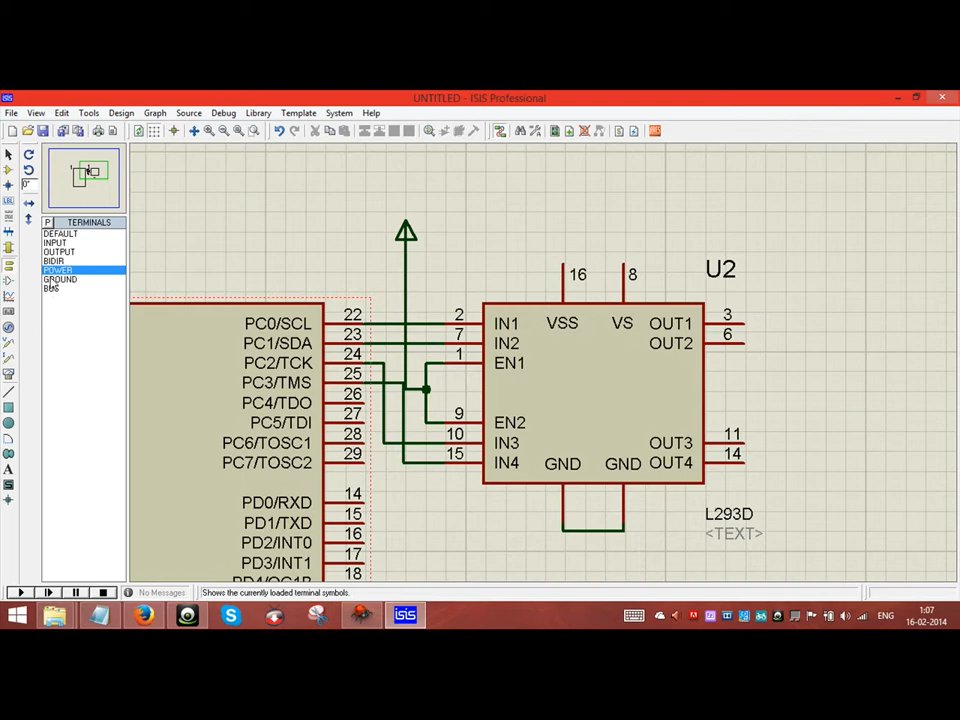 UNTITLED - ISIS Professional
File View Edit Tools Design Graph Source Debug Library Template System Help
0°
P TERMINALS
DEFAULT
INPUT
OUTPUT
BIDIR
POWER
GROUND
BUS
LBL
U2
16 8
PC0/SCL 22 2 IN1 VSS VS OUT1 3
PC1/SDA 23 7 IN2 OUT2 6
PC2/TCK 24 1 EN1
PC3/TMS 25
PC4/TDO 26
PC5/TDI 27 9 EN2
PC6/TOSC1 28 10 IN3 OUT3 11
PC7/TOSC2 29 15 IN4 GND GND OUT4 14
PD0/RXD 14
PD1/TXD 15
PD2/INT0 16
PD3/INT1 17
PD4/OC1B 18
L293D
<TEXT>
No Messages Shows the currently loaded terminal symbols.
isis ENG 1:07
16-02-2014